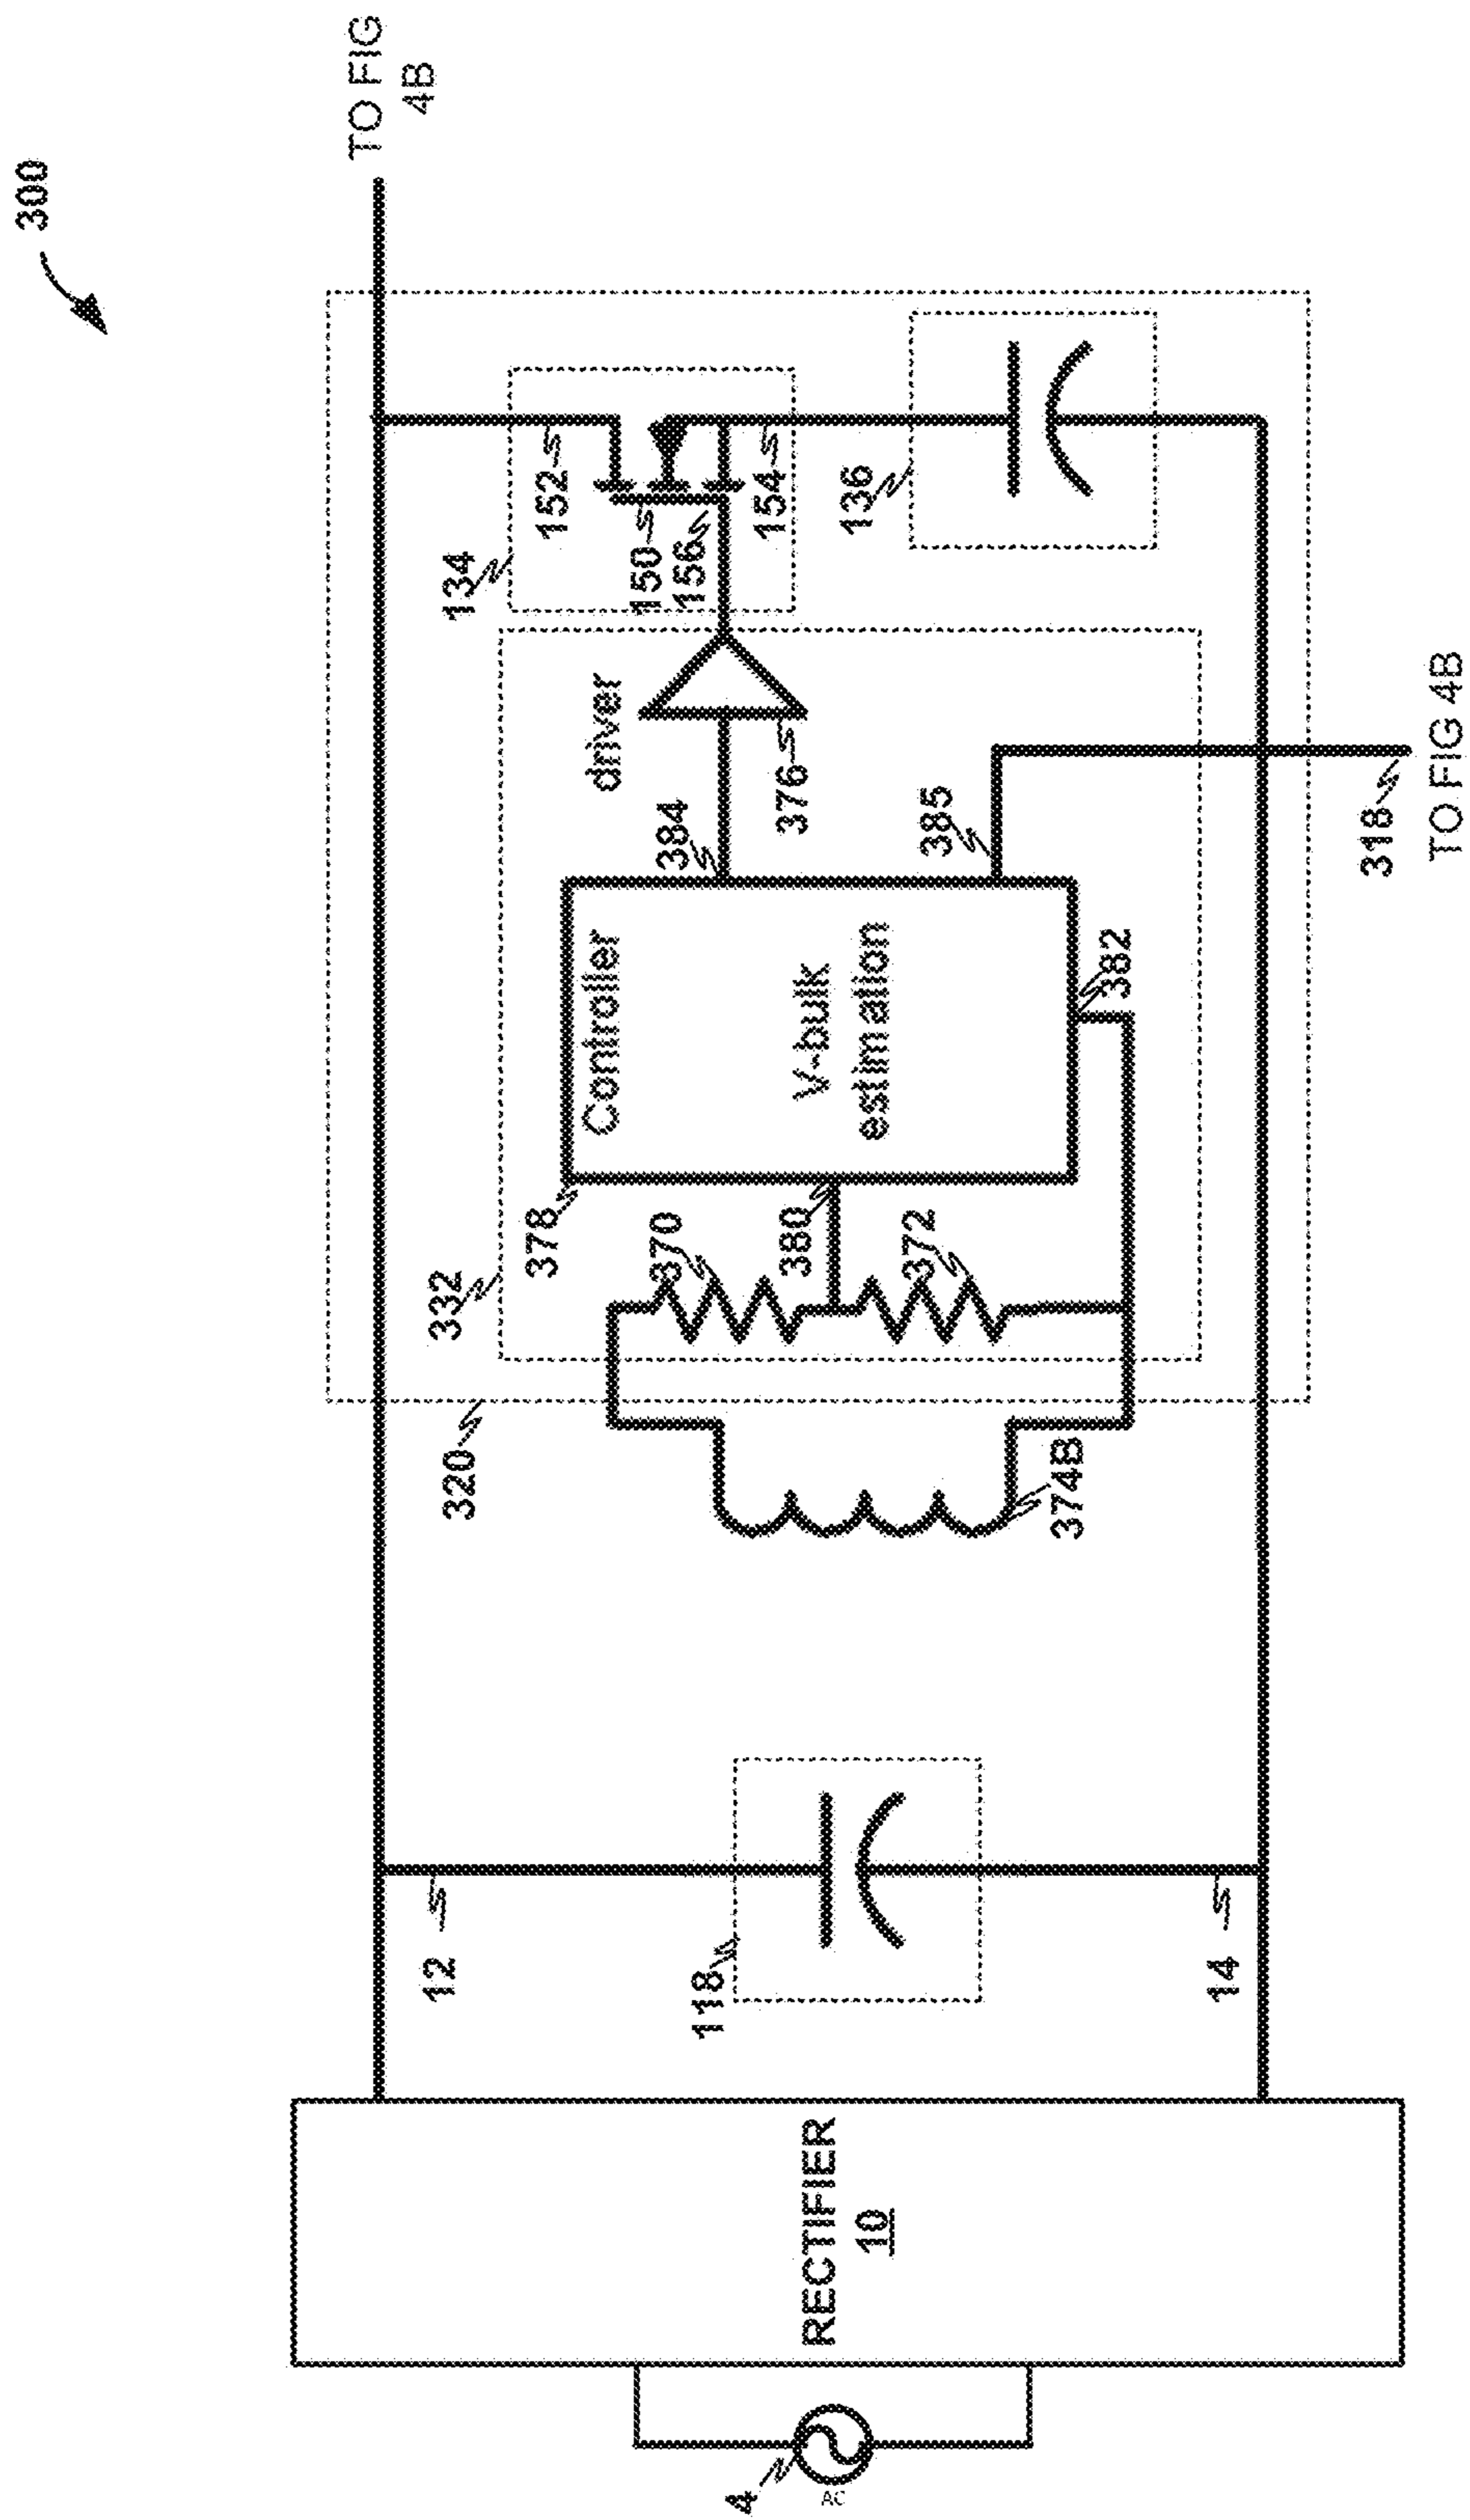 300
TO FIG
4B
152
134
150
156
154
136
driver
384
376
385
318
TO FIG 4B
Controller
V-bulk
estimation
382
378
370
380
372
332
320
374B
12
118
14
RECTIFIER
10
4
AC